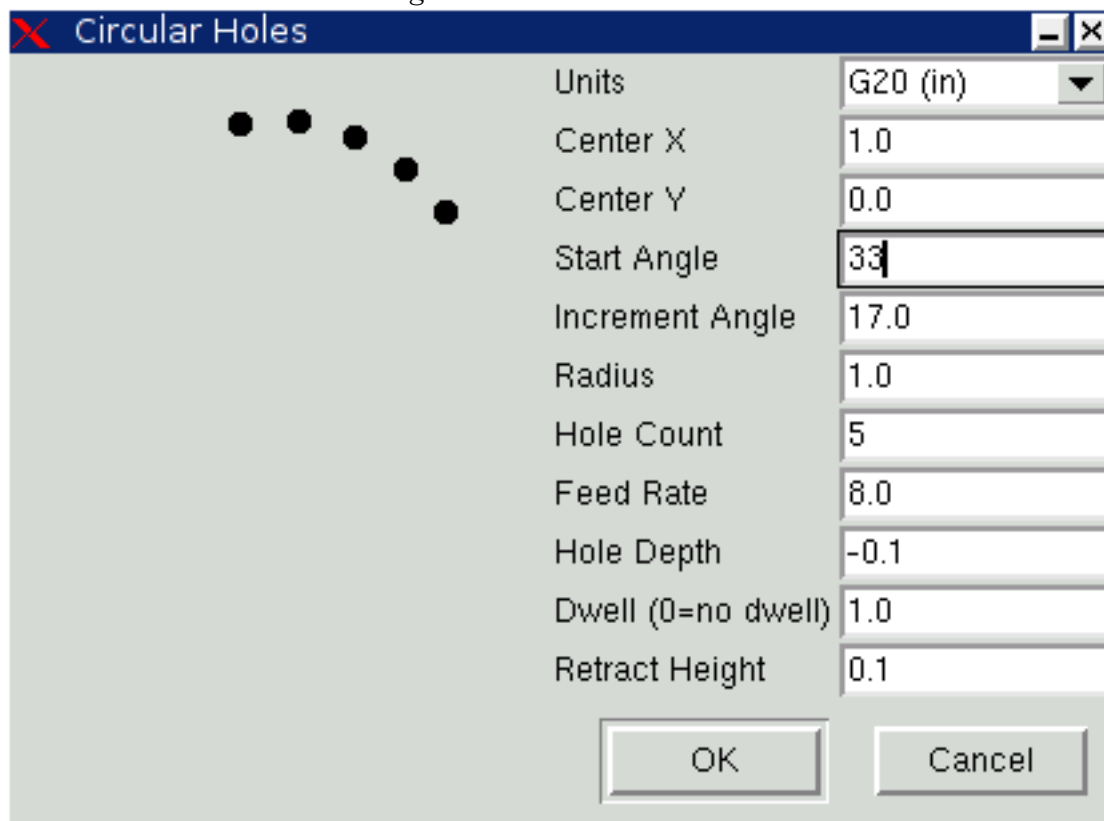 Circular Holes
Units G20 (in)
Center X 1.0
Center Y 0.0
Start Angle 33
Increment Angle 17.0
Radius 1.0
Hole Count 5
Feed Rate 8.0
Hole Depth -0.1
Dwell (0=no dwell) 1.0
Retract Height 0.1
OK Cancel